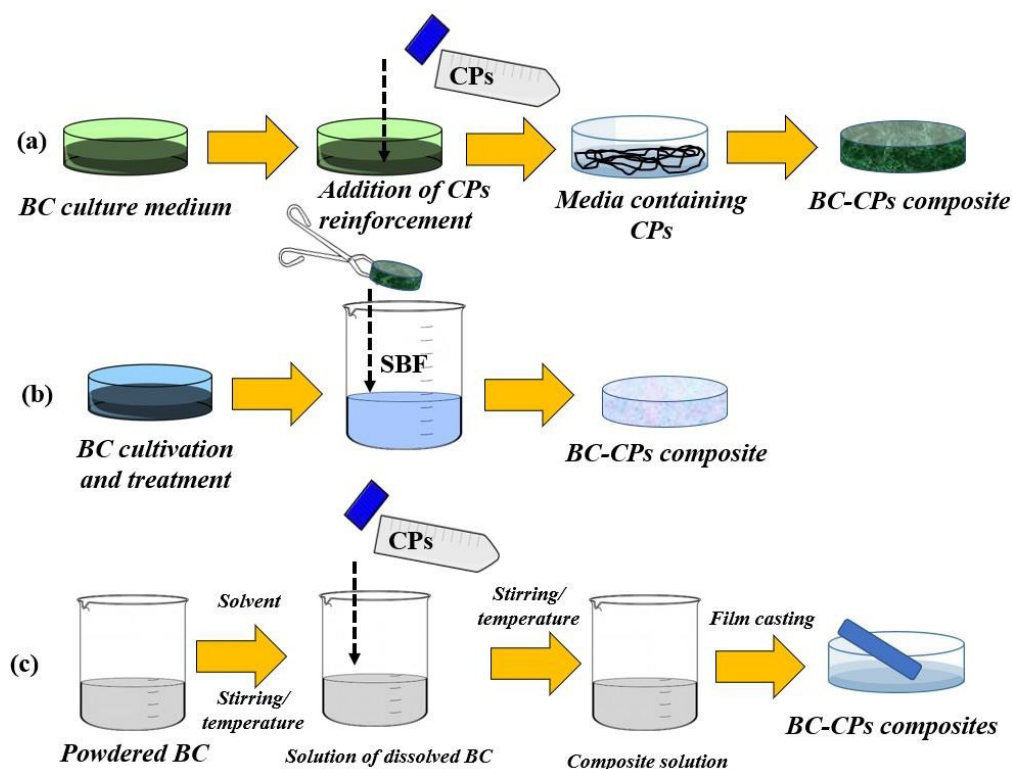 CPs
(a)
BC culture medium
Addition of CPs
reinforcement
Media containing
CPs
BC-CPs composite
SBF
(b)
BC cultivation
and treatment
BC-CPs composite
CPs
Solvent
Stirring/
temperature
Stirring/
temperature
Film casting
(c)
Powdered BC
Solution of dissolved BC
Composite solution
BC-CPs composites